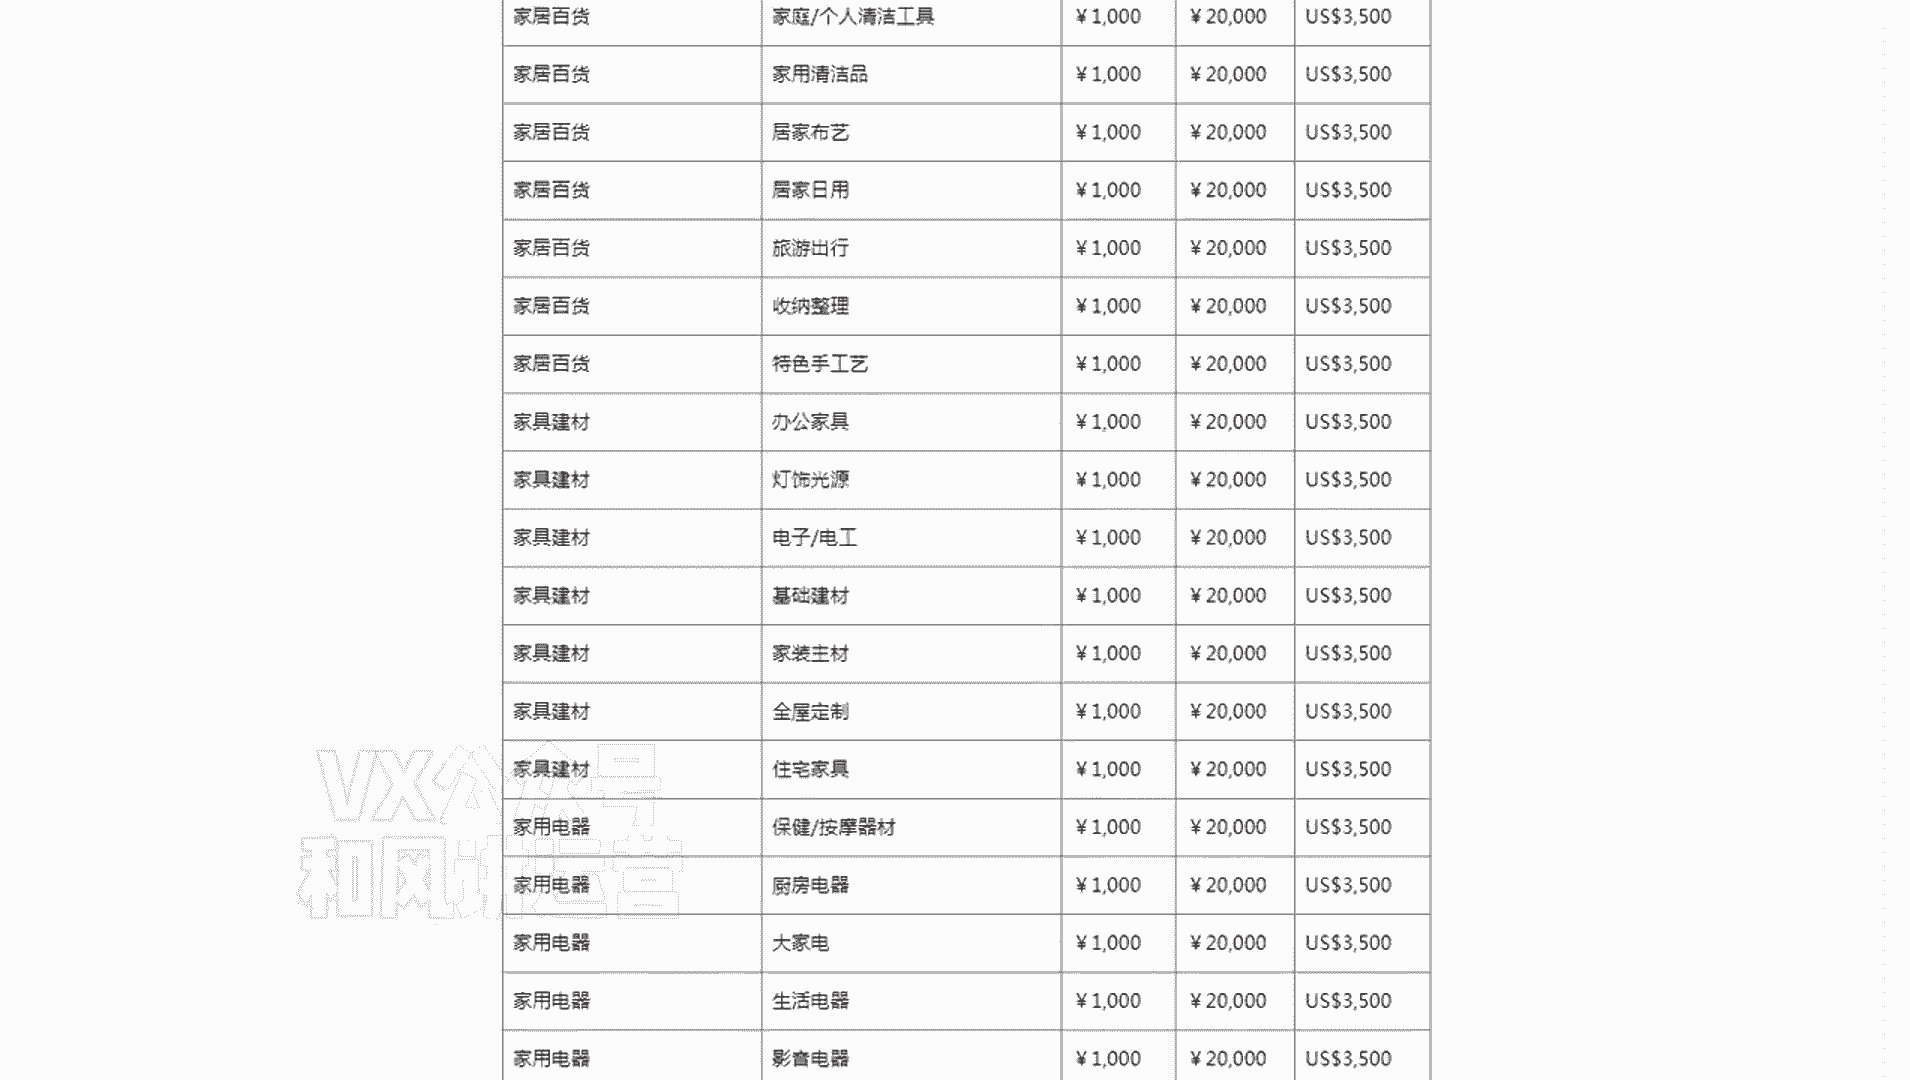 家居百货 家庭/个人清洁工具 ￥1,000 ￥20,000 US$3,500
家居百货 家用清洁品 ￥1,000 ￥20,000 US$3,500
家居百货 居家布艺 ￥1,000 ￥20,000 US$3,500
家居百货 居家日用 ￥1,000 ￥20,000 US$3,500
家居百货 旅游出行 ￥1,000 ￥20,000 US$3,500
家居百货 收纳整理 ￥1,000 ￥20,000 US$3,500
家居百货 特色手工艺 ￥1,000 ￥20,000 US$3,500
家具建材 办公家具 ￥1,000 ￥20,000 US$3,500
家具建材 灯饰光源 ￥1,000 ￥20,000 US$3,500
家具建材 电子/电工 ￥1,000 ￥20,000 US$3,500
家具建材 基础建材 ￥1,000 ￥20,000 US$3,500
家具建材 家装主材 ￥1,000 ￥20,000 US$3,500
家具建材 全屋定制 ￥1,000 ￥20,000 US$3,500
家具建材 住宅家具 ￥1,000 ￥20,000 US$3,500
家用电器 保健/按摩器材 ￥1,000 ￥20,000 US$3,500
家用电器 厨房电器 ￥1,000 ￥20,000 US$3,500
家用电器 大家电 ￥1,000 ￥20,000 US$3,500
家用电器 生活电器 ￥1,000 ￥20,000 US$3,500
家用电器 影音电器 ￥1,000 ￥20,000 US$3,500
VX公众号
和风说运营